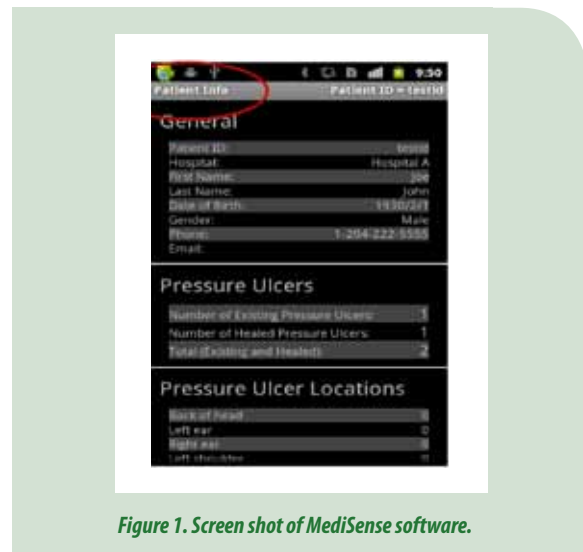 9:50
Patient Info Patient ID = testid
General
Patient ID: testid
Hospital: Hospital A
First Name: Joe
Last Name: John
Date of Birth: 1930/2/1
Gender: Male
Phone: 1-204-222-5555
Email:
Pressure Ulcers
Number of Existing Pressure Ulcers: 1
Number of Healed Pressure Ulcers: 1
Total (Existing and Healed): 2
Pressure Ulcer Locations
Back of head 0
Left ear 0
Right ear 0
Left shoulder 0
Figure 1. Screen shot of MediSense software.